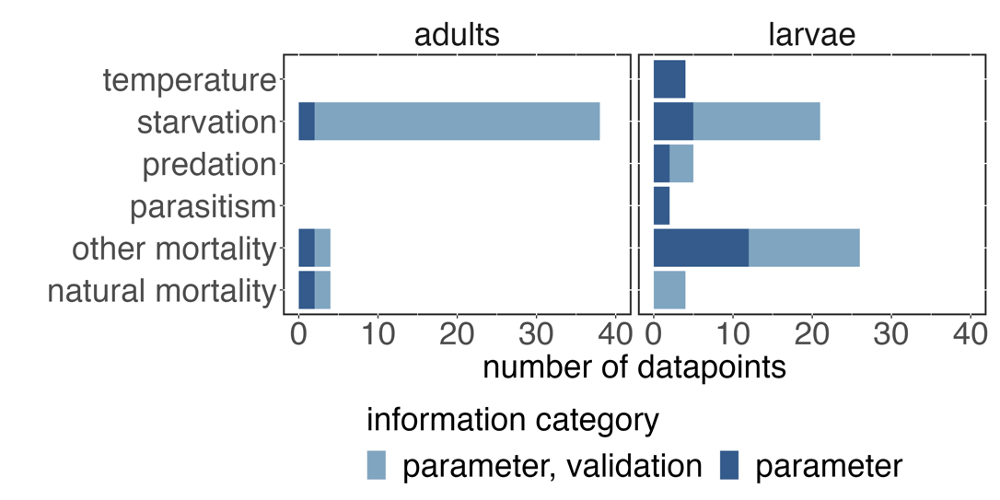 adults larvae
temperature
starvation
predation
parasitism
other mortality
natural mortality
0 10 20 30 40 0 10 20 30 40
number of datapoints
information category
parameter, validation parameter